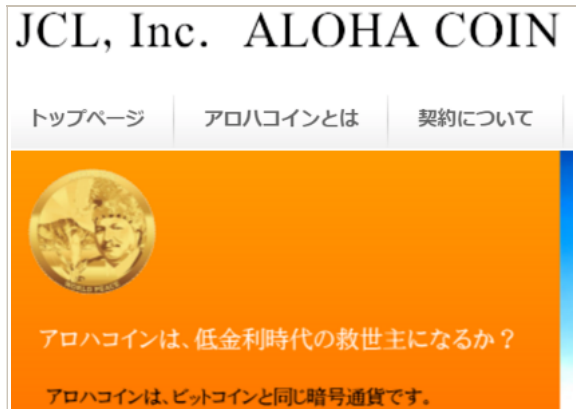 JCL, Inc. ALOHA COIN
トップページ アロハコインとは 契約について
WORLD PEACE
アロハコインは、低金利時代の救世主になるか？
アロハコインは、ビットコインと同じ暗号通貨です。